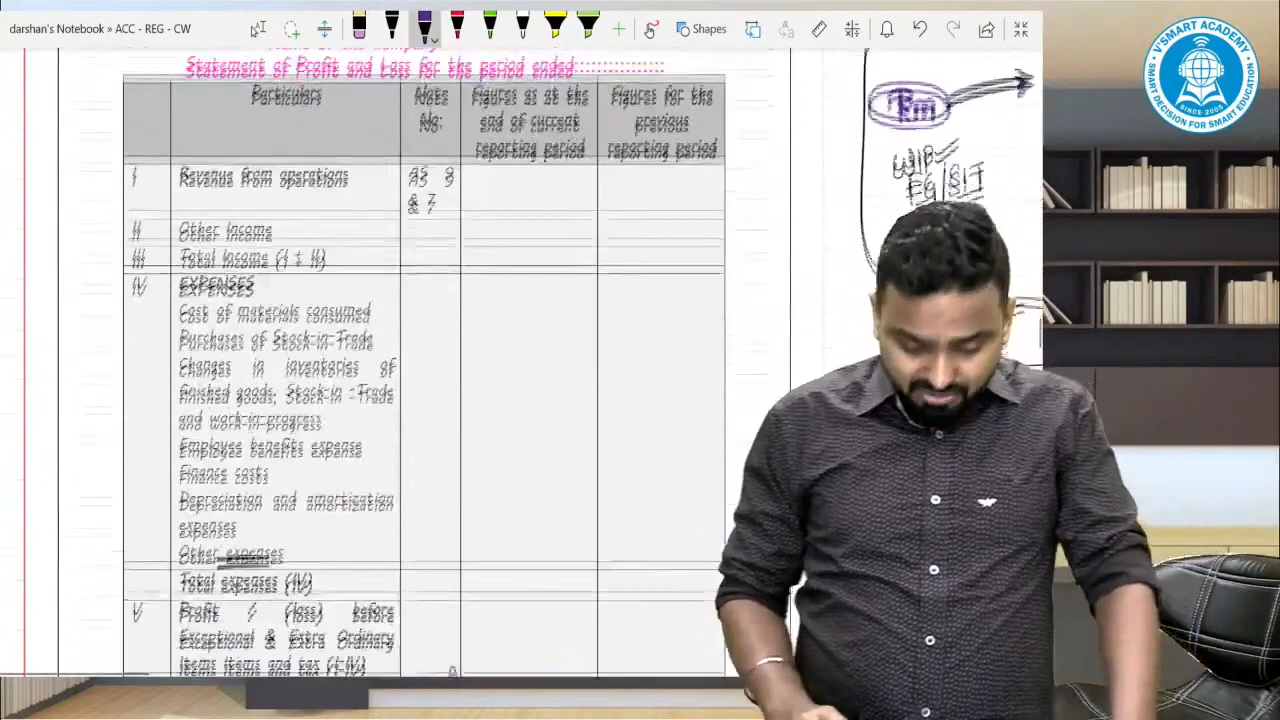 darshan's Notebook » ACC - REG - CW
Shapes
Statement of Profit and Loss for the period ended
Particulars
Note No:
Figures as at the end of current reporting period
Figures for the previous reporting period
I Revenue from operations AS 9 & 7
II Other Income
III Total Income (I + II)
IV EXPENSES
Cost of materials consumed
Purchases of Stock-in-Trade
Changes in inventories of
finished goods, Stock-in-Trade
and work-in-progress
Employee benefits expense
Finance costs
Depreciation and amortization
expenses
Other expenses
Total expenses (IV)
V Profit / (loss) before
Exceptional & Extra Ordinary
Items Items and tax
WIP
FG / SIT
V'SMART ACADEMY
SINCE-2005
SMART DECISION FOR SMART EDUCATION